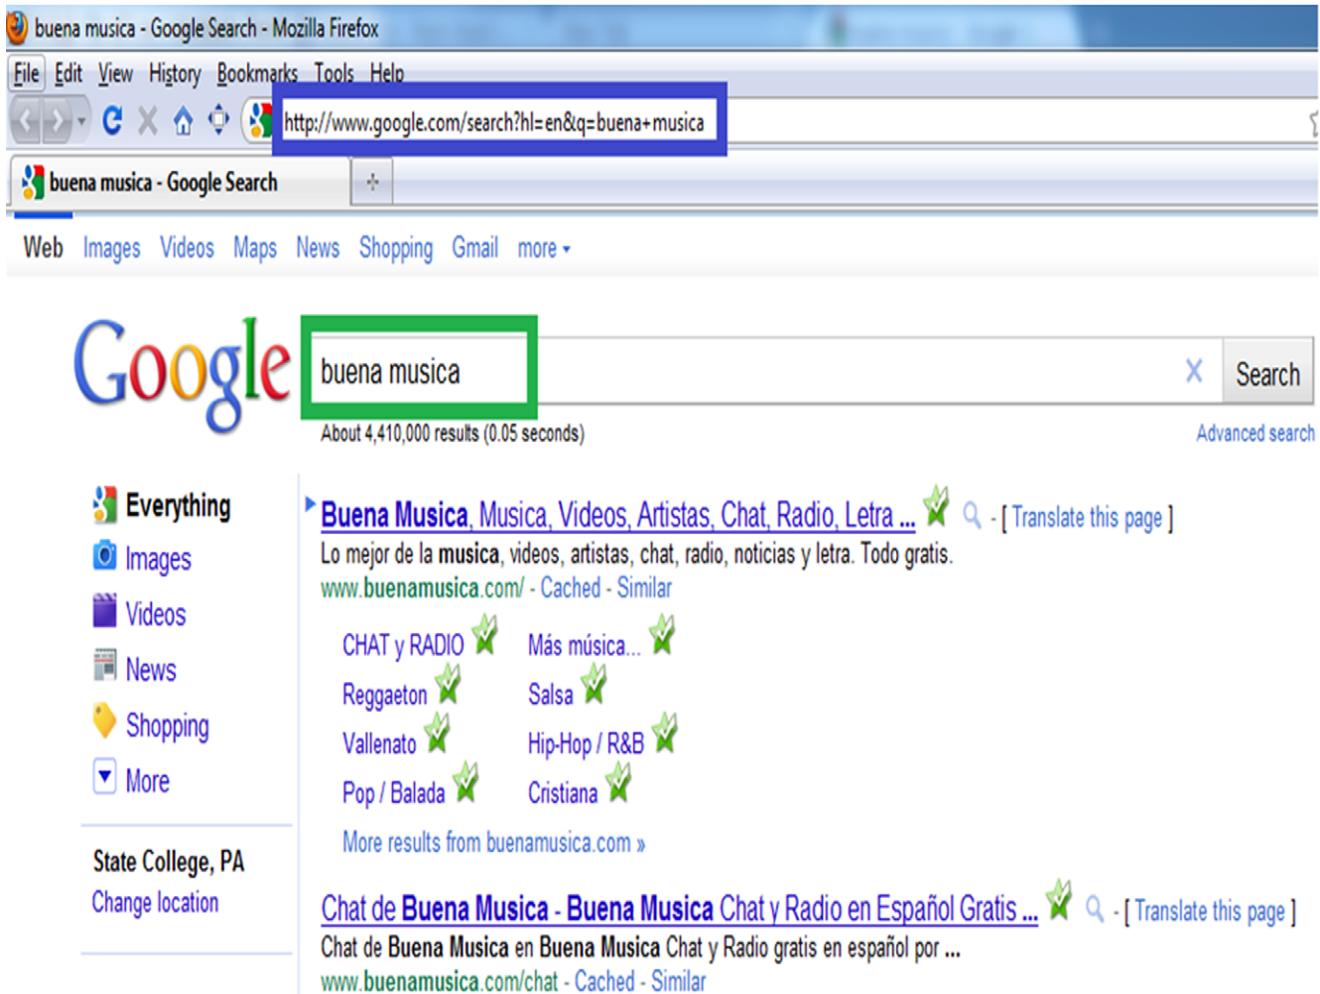 buena musica - Google Search - Mozilla Firefox
File Edit View History Bookmarks Tools Help
http://www.google.com/search?hl=en&q=buena+musica
buena musica - Google Search
Web Images Videos Maps News Shopping Gmail more
Google buena musica Search
About 4,410,000 results (0.05 seconds) Advanced search
Everything
Images
Videos
News
Shopping
More
State College, PA
Change location
Buena Musica, Musica, Videos, Artistas, Chat, Radio, Letra ... - [ Translate this page ]
Lo mejor de la musica, videos, artistas, chat, radio, noticias y letra. Todo gratis.
www.buenamusica.com/ - Cached - Similar
CHAT y RADIO Más música...
Reggaeton Salsa
Vallenato Hip-Hop / R&B
Pop / Balada Cristiana
More results from buenamusica.com »
Chat de Buena Musica - Buena Musica Chat y Radio en Español Gratis ... - [ Translate this page ]
Chat de Buena Musica en Buena Musica Chat y Radio gratis en español por ...
www.buenamusica.com/chat - Cached - Similar